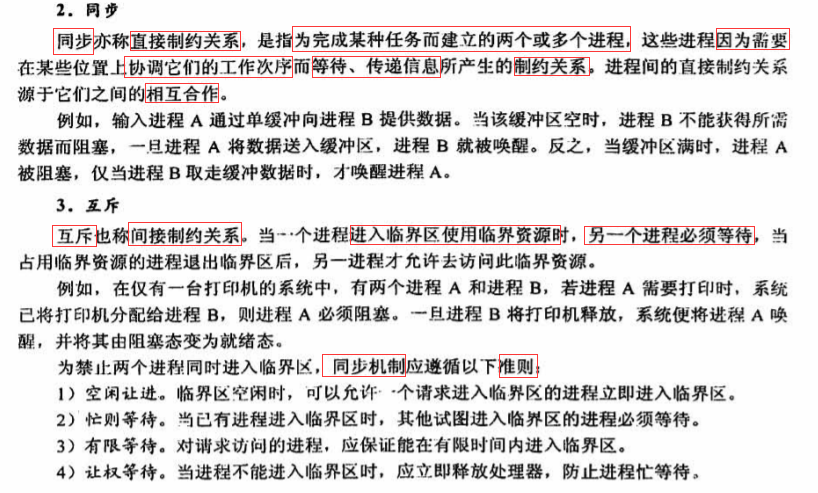 2．同步
同步亦称直接制约关系，是指为完成某种任务而建立的两个或多个进程，这些进程因为需要
在某些位置上协调它们的工作次序而等待、传递信息所产生的制约关系。进程间的直接制约关系
源于它们之间的相互合作。
例如，输入进程 A 通过单缓冲向进程 B 提供数据。当该缓冲区空时，进程 B 不能获得所需
数据而阻塞，一旦进程 A 将数据送入缓冲区，进程 B 就被唤醒。反之，当缓冲区满时，进程 A
被阻塞，仅当进程 B 取走缓冲数据时，才唤醒进程 A。
3．互斥
互斥也称间接制约关系。当一个进程进入临界区使用临界资源时，另一个进程必须等待，当
占用临界资源的进程退出临界区后，另一进程才允许去访问此临界资源。
例如，在仅有一台打印机的系统中，有两个进程 A 和进程 B，若进程 A 需要打印时，系统
已将打印机分配给进程 B，则进程 A 必须阻塞。一旦进程 B 将打印机释放，系统便将进程 A 唤
醒，并将其由阻塞态变为就绪态。
为禁止两个进程同时进入临界区，同步机制应遵循以下准则：
1）空闲让进。临界区空闲时，可以允许一个请求进入临界区的进程立即进入临界区。
2）忙则等待。当已有进程进入临界区时，其他试图进入临界区的进程必须等待。
3）有限等待。对请求访问的进程，应保证能在有限时间内进入临界区。
4）让权等待。当进程不能进入临界区时，应立即释放处理器，防止进程忙等待。